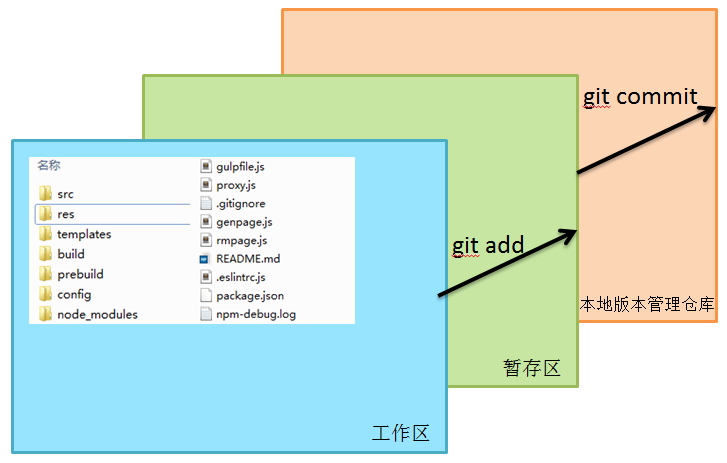 git commit
git add
名称
src
res
templates
build
prebuild
config
node_modules
gulpfile.js
proxy.js
.gitignore
genpage.js
rmpage.js
README.md
.eslintrc.js
package.json
npm-debug.log
本地版本管理仓库
暂存区
工作区